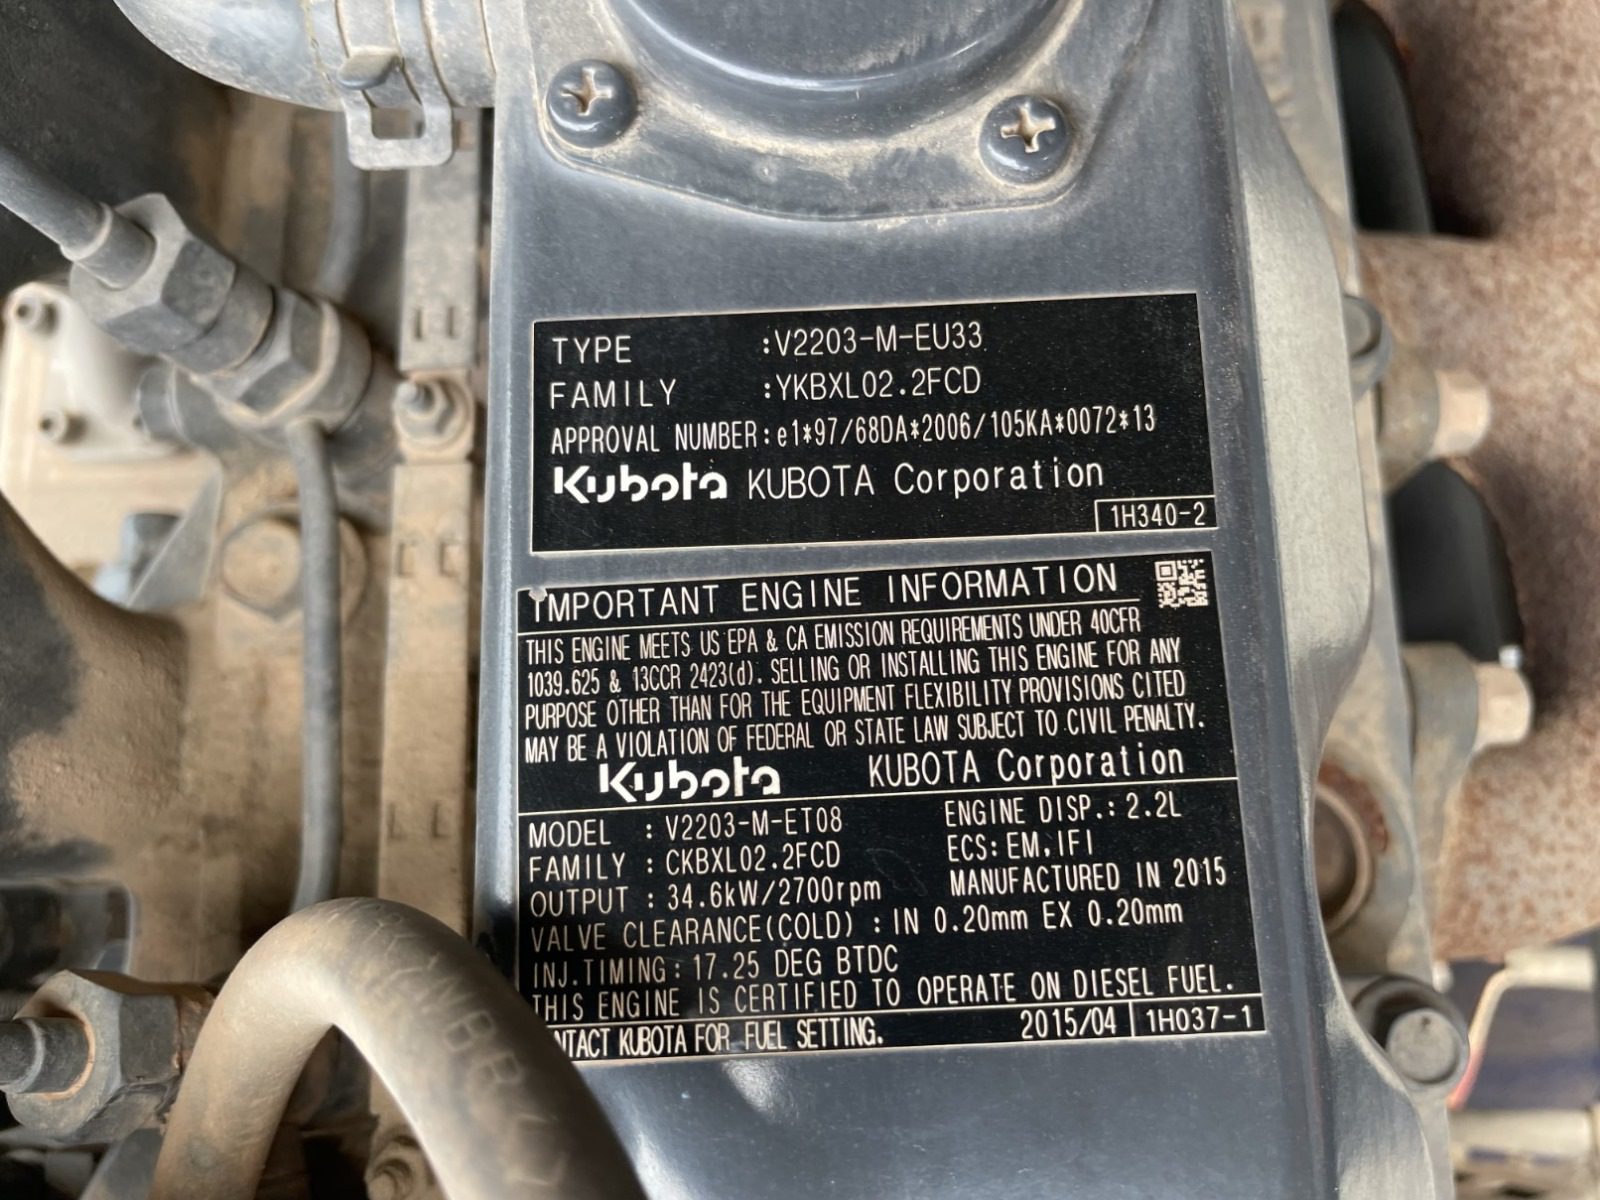 TYPE :V2203-M-EU33
FAMILY :YKBXL02.2FCD
APPROVAL NUMBER:e1*97/68DA*2006/105KA*0072*13
Kubota KUBOTA Corporation
1H340-2
IMPORTANT ENGINE INFORMATION
THIS ENGINE MEETS US EPA & CA EMISSION REQUIREMENTS UNDER 40CFR
1039.625 & 13CCR 2423(d). SELLING OR INSTALLING THIS ENGINE FOR ANY
PURPOSE OTHER THAN FOR THE EQUIPMENT FLEXIBILITY PROVISIONS CITED
MAY BE A VIOLATION OF FEDERAL OR STATE LAW SUBJECT TO CIVIL PENALTY.
Kubota KUBOTA Corporation
MODEL : V2203-M-ET08 ENGINE DISP.: 2.2L
FAMILY : CKBXL02.2FCD ECS: EM,IFI
OUTPUT : 34.6kW/2700rpm MANUFACTURED IN 2015
VALVE CLEARANCE(COLD) : IN 0.20mm EX 0.20mm
INJ.TIMING : 17.25 DEG BTDC
THIS ENGINE IS CERTIFIED TO OPERATE ON DIESEL FUEL.
NTACT KUBOTA FOR FUEL SETTING. 2015/04 1H037-1